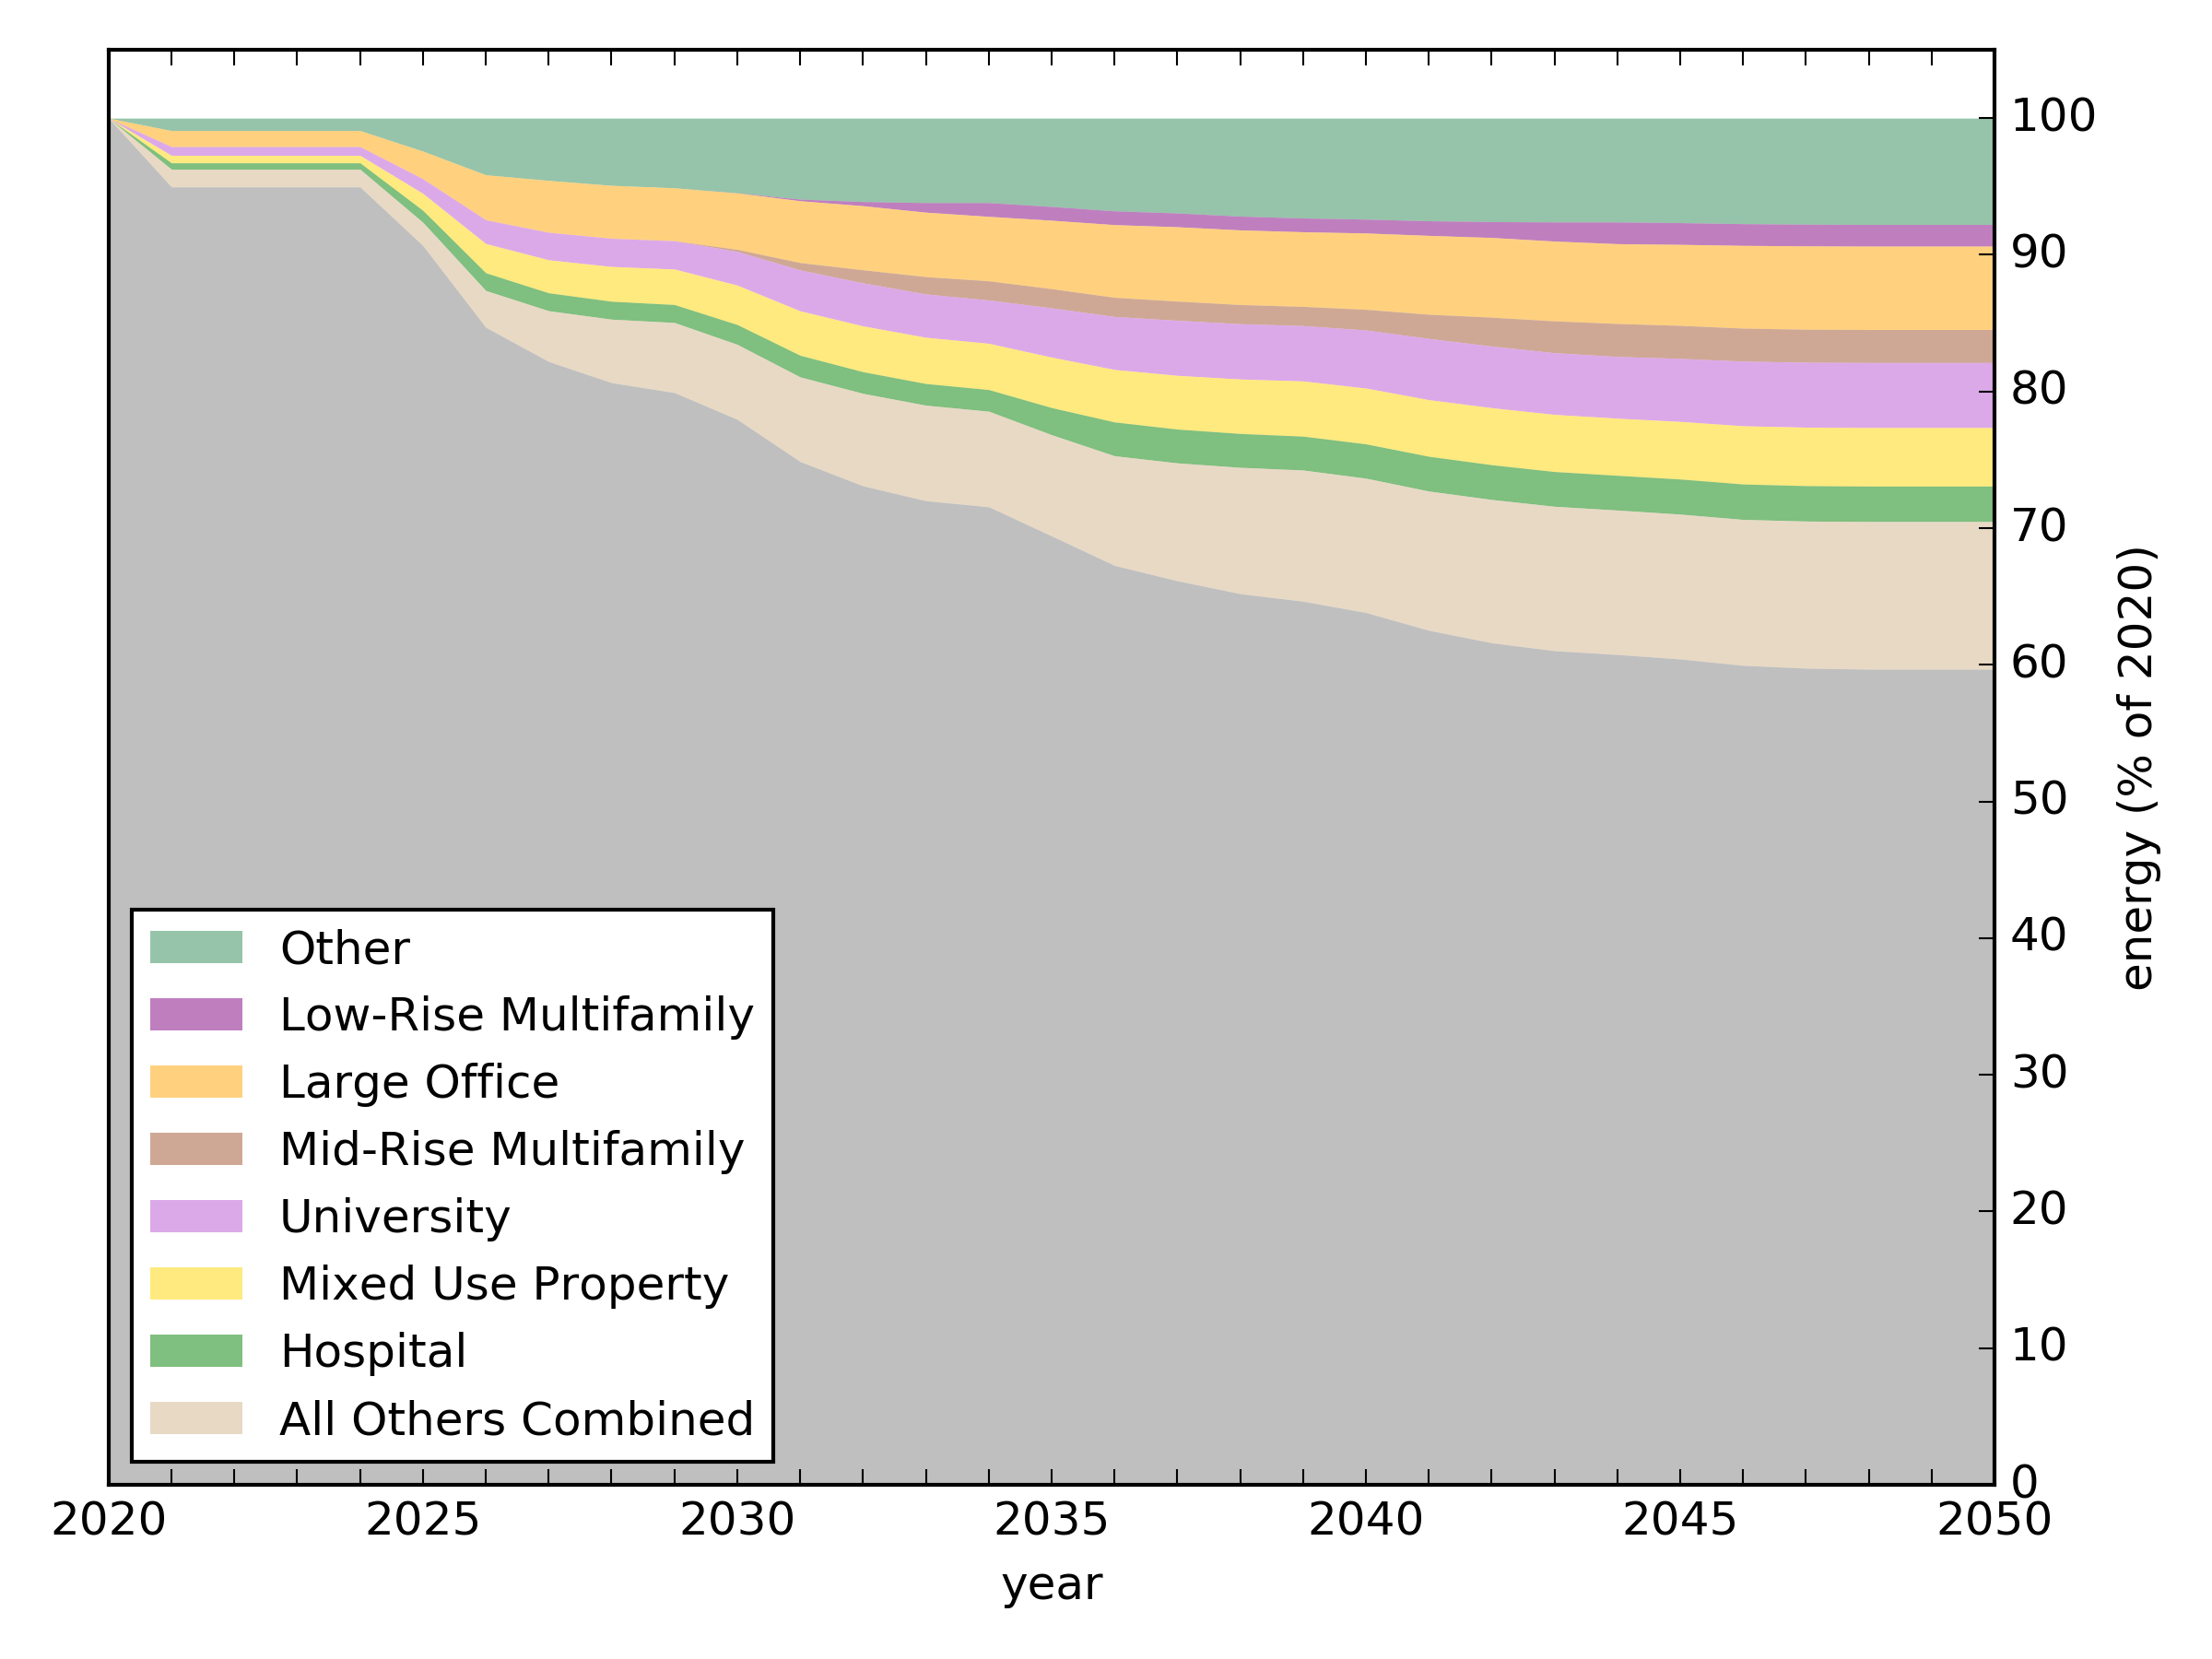 100
90
80
70
60
50
40
30
20
10
0
energy (% of 2020)
Other
Low-Rise Multifamily
Large Office
Mid-Rise Multifamily
University
Mixed Use Property
Hospital
All Others Combined
2020 2025 2030 2035 2040 2045 2050
year